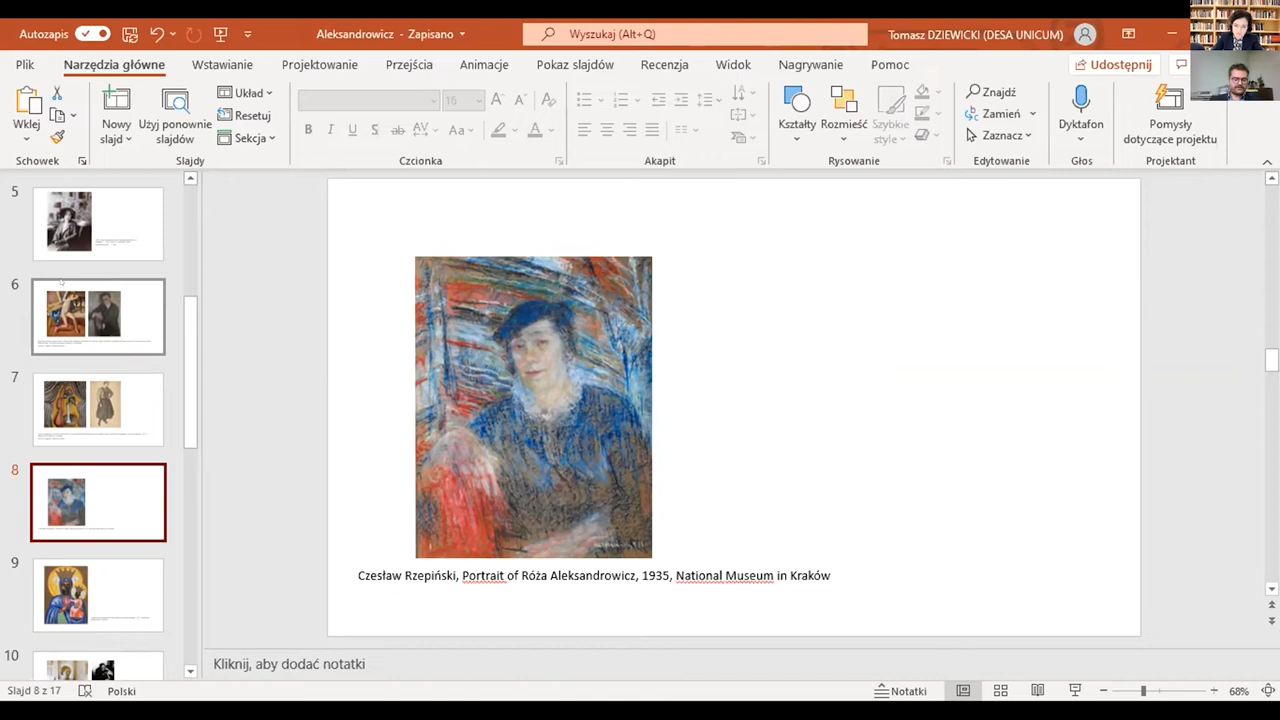 Autozapis
Aleksandrowicz - Zapisano
Wyszukaj (Alt+Q)
Tomasz DZIEWICKI (DESA UNICUM)
Plik Narzędzia główne Wstawianie Projektowanie Przejścia Animacje Pokaz slajdów Recenzja Widok Nagrywanie Pomoc Udostępnij
Wklej
Schowek
Nowy slajd
Użyj ponownie slajdów
Układ
Resetuj
Sekcja
Slajdy
16
Czcionka
Akapit
Kształty
Rozmieść
Szybkie style
Rysowanie
Znajdź
Zamień
Zaznacz
Edytowanie
Dyktafon
Głos
Pomysły dotyczące projektu
Projektant
5
6
7
8
9
10
Czesław Rzepiński, Portrait of Róża Aleksandrowicz, 1935, National Museum in Kraków
Kliknij, aby dodać notatki
Slajd 8 z 17 Polski Notatki 68%